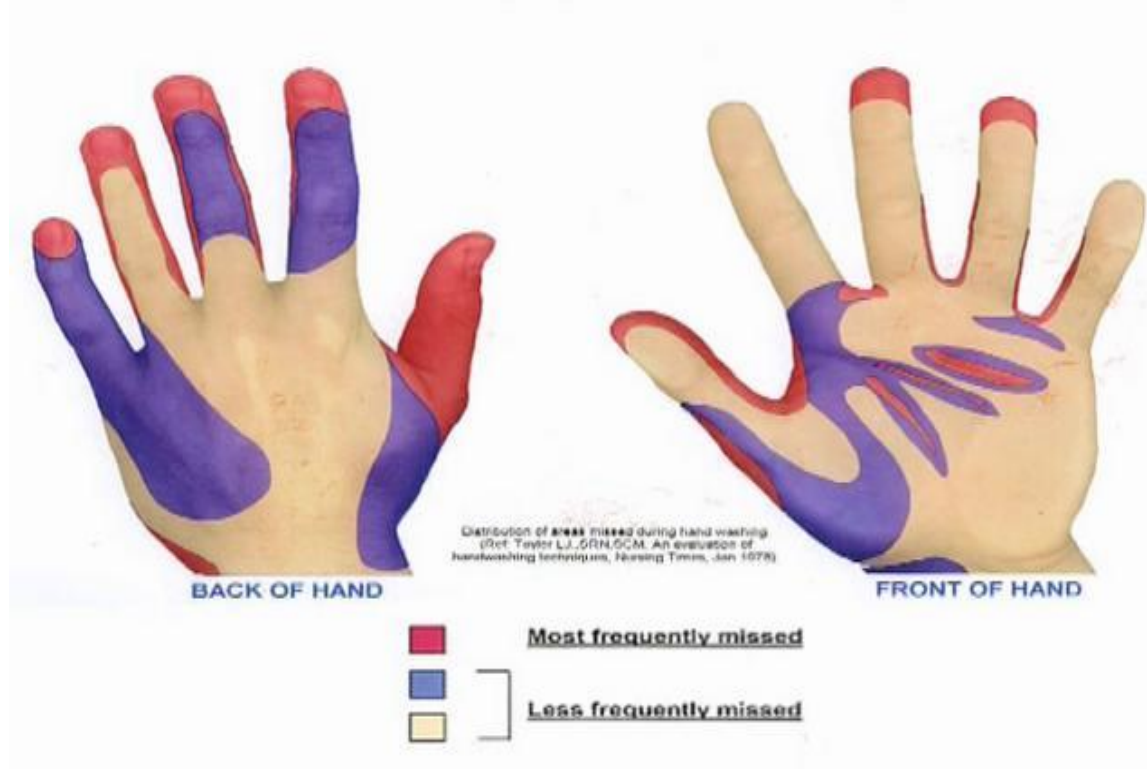 Distribution of areas missed during hand washing
(Ref: Taylor LJ.,SRN,SCM. An evaluation of
handwashing techniques, Nursing Times, Jan 1978)
BACK OF HAND
FRONT OF HAND
Most frequently missed
Less frequently missed